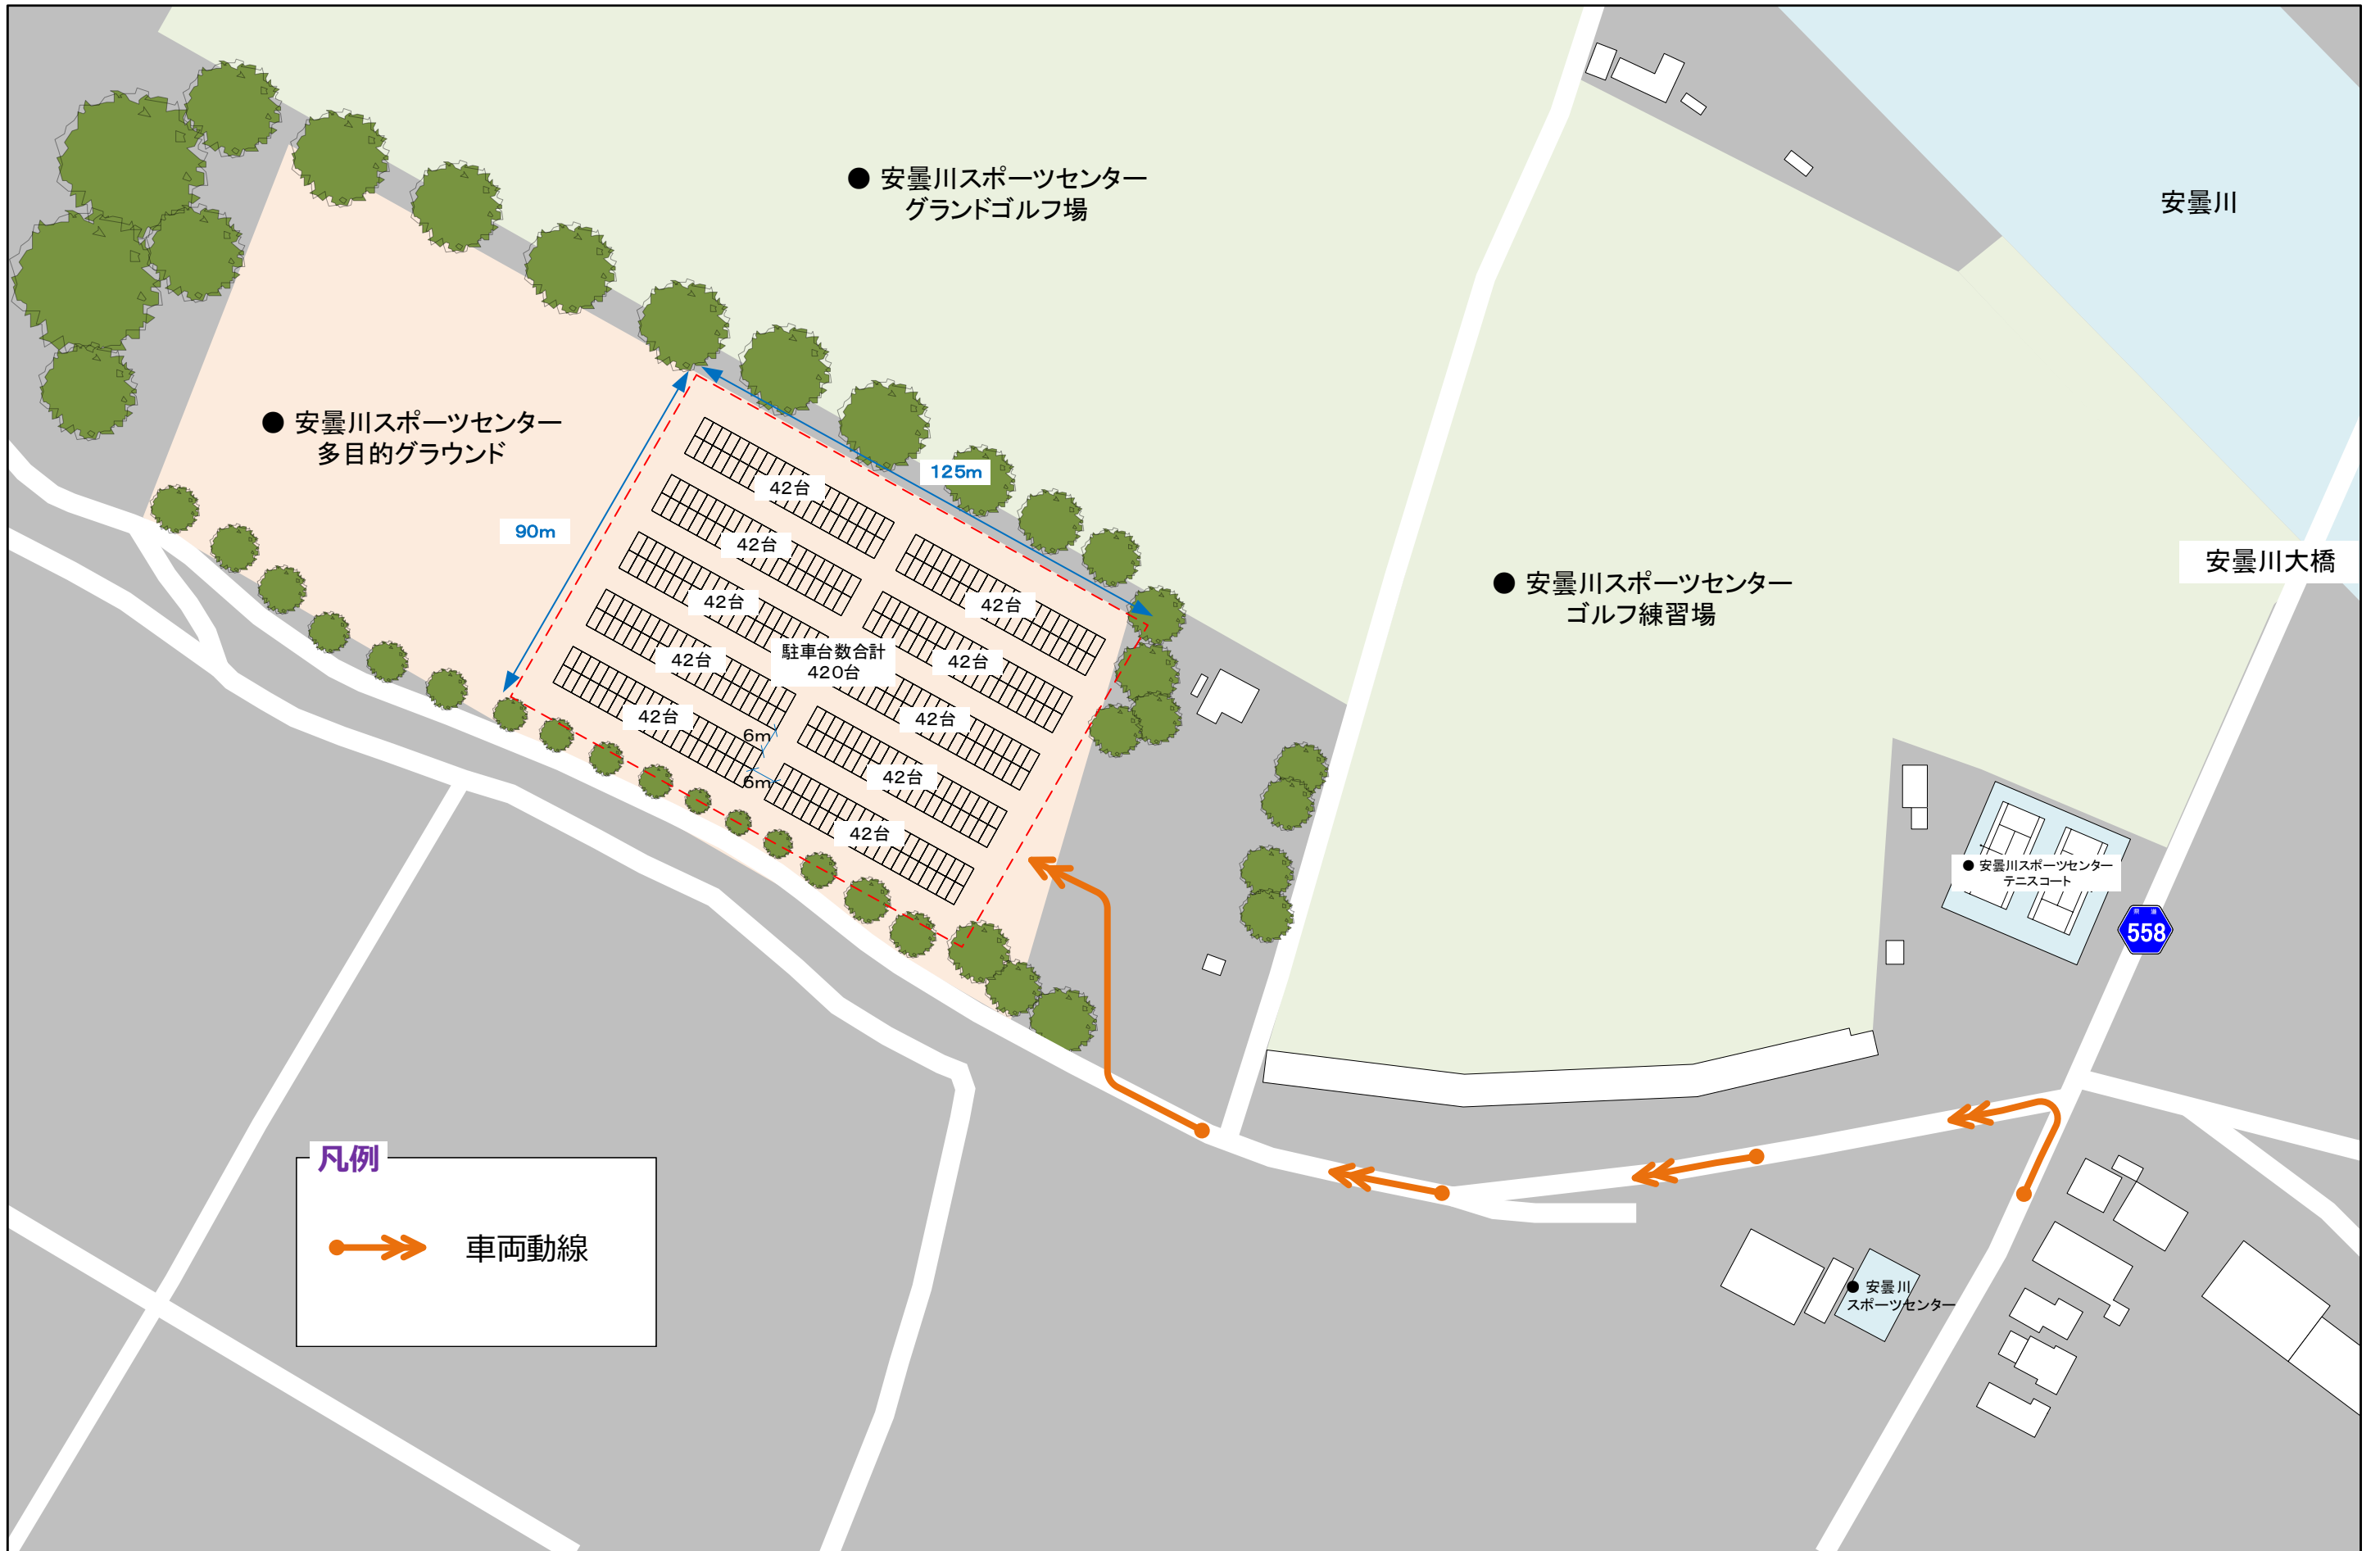 ● 安曇川スポーツセンター
グランドゴルフ場
安曇川
● 安曇川スポーツセンター
多目的グラウンド
125m
90m
42台
42台
42台
42台
42台
42台
42台
42台
42台
42台
駐車台数合計
420台
6m
6m
● 安曇川スポーツセンター
ゴルフ練習場
安曇川大橋
● 安曇川スポーツセンター
テニスコート
558
凡例
車両動線
● 安曇川
スポーツセンター